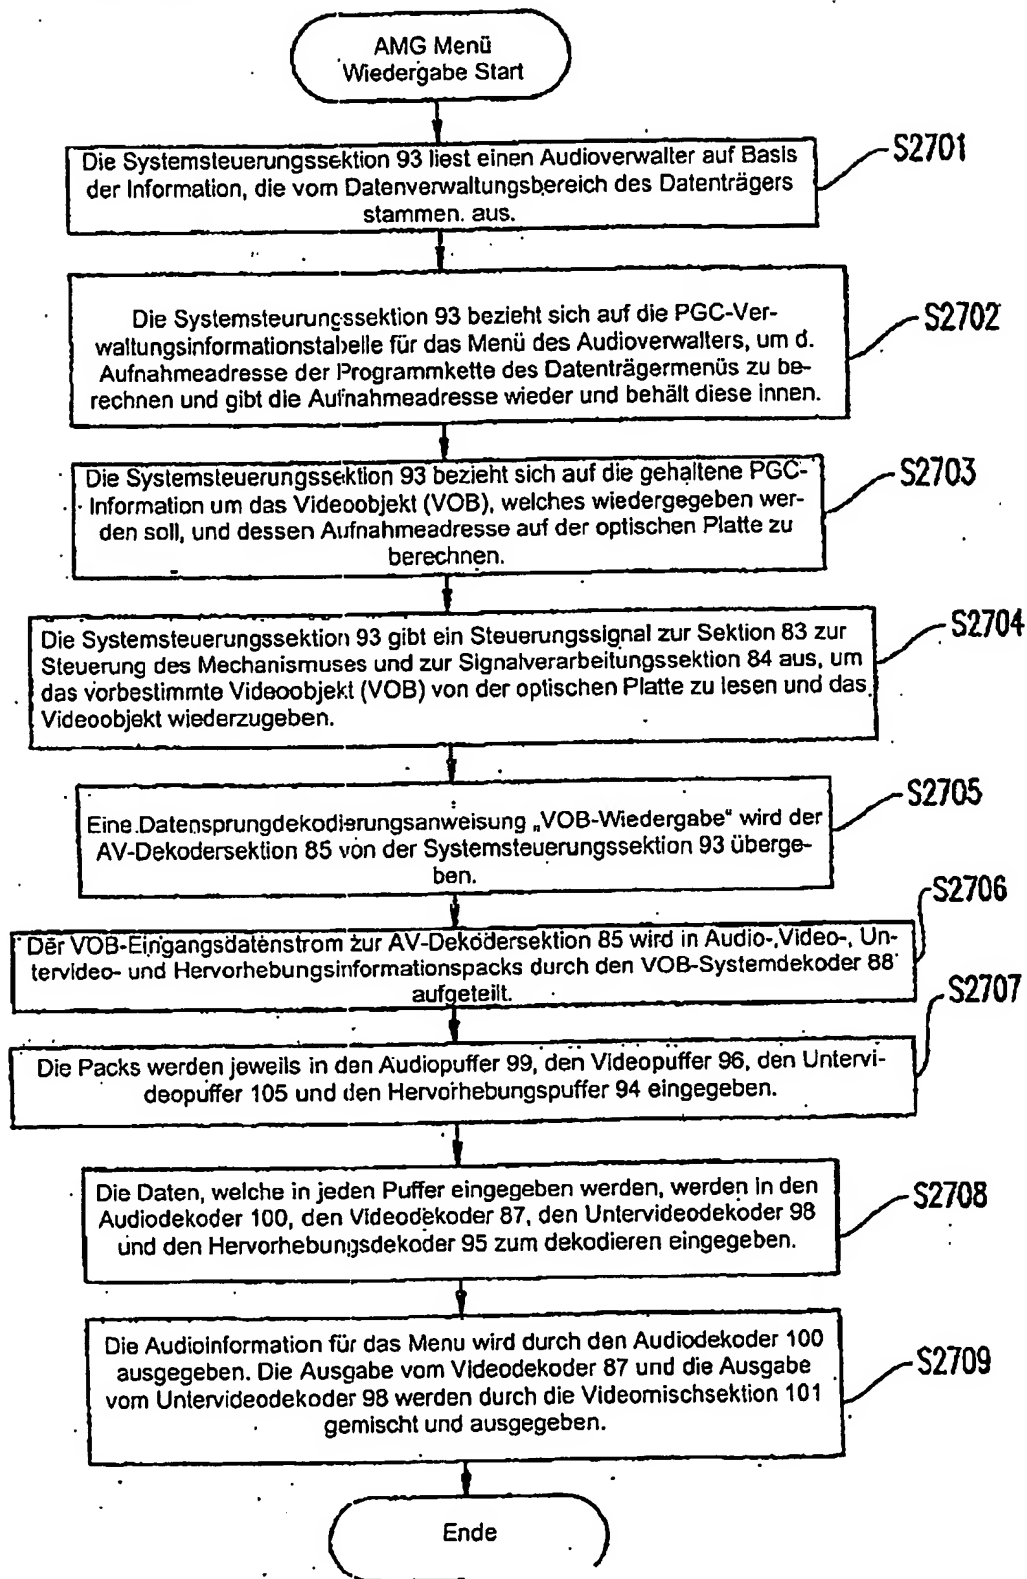 AMG Menü
Wiedergabe Start
Die Systemsteuerungssektion 93 liest einen Audioverwalter auf Basis
der Information, die vom Datenverwaltungsbereich des Datenträgers
stammen. aus.
S2701
Die Systemsteurungssektion 93 bezieht sich auf die PGC-Ver-
waltungsinformationstabelle für das Menü des Audioverwalters, um d.
Aufnahmeadresse der Programmkette des Datenträgermenüs zu be-
rechnen und gibt die Aufnahmeadresse wieder und behält diese innen.
S2702
Die Systemsteuerungssektion 93 bezieht sich auf die gehaltene PGC-
Information um das Videoobjekt (VOB), welches wiedergegeben wer-
den soll, und dessen Aufnahmeadresse auf der optischen Platte zu
berechnen.
S2703
Die Systemsteuerungssektion 93 gibt ein Steuerungssignal zur Sektion 83 zur
Steuerung des Mechanismuses und zur Signalverarbeitungssektion 84 aus, um
das vorbestimmte Videoobjekt (VOB) von der optischen Platte zu lesen und das
Videoobjekt wiederzugeben.
S2704
Eine Datensprungdekodierungsanweisung „VOB-Wiedergabe" wird der
AV-Dekodersektion 85 von der Systemsteuerungssektion 93 überge-
ben.
S2705
Der VOB-Eingangsdatenstrom zur AV-Dekodersektion 85 wird in Audio-,Video-, Un-
tervideo- und Hervorhebungsinformationspacks durch den VOB-Systemdekoder 88
aufgeteilt.
S2706
Die Packs werden jeweils in den Audiopuffer 99, den Videopuffer 96, den Untervi-
deopuffer 105 und den Hervorhebungspuffer 94 eingegeben.
S2707
Die Daten, welche in jeden Puffer eingegeben werden, werden in den
Audiodekoder 100, den Videodekoder 87, den Untervideodekoder 98
und den Hervorhebungsdekoder 95 zum dekodieren eingegeben.
S2708
Die Audioinformation für das Menu wird durch den Audiodekoder 100
ausgegeben. Die Ausgabe vom Videodekoder 87 und die Ausgabe
vom Untervideodekoder 98 werden durch die Videomischsektion 101
gemischt und ausgegeben.
S2709
Ende